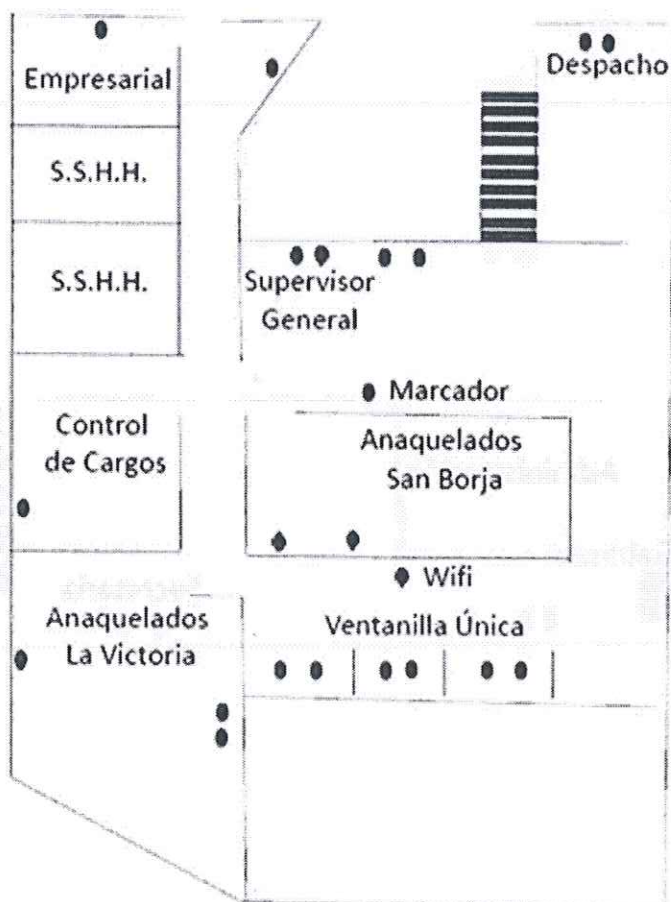 Empresarial
Despacho
S.S.H.H.
S.S.H.H.
Supervisor
General
Marcador
Control
de Cargos
Anaquelados
San Borja
Wifi
Anaquelados
La Victoria
Ventanilla Única